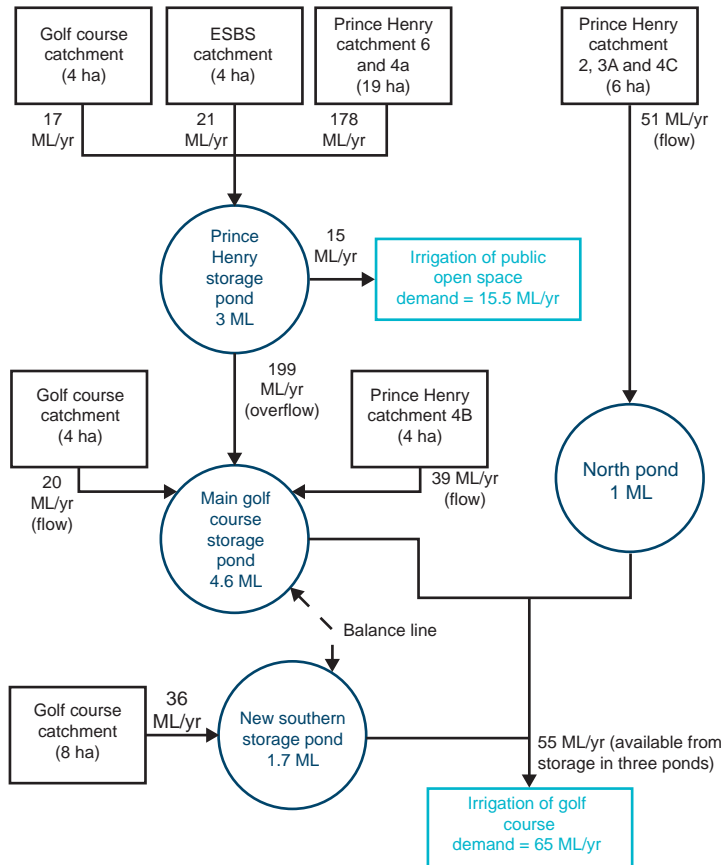 Golf course
catchment
(4 ha)
ESBS
catchment
(4 ha)
Prince Henry
catchment 6
and 4a
(19 ha)
Prince Henry
catchment
2, 3A and 4C
(6 ha)
17
ML/yr
21
ML/yr
178
ML/yr
51 ML/yr
(flow)
Prince
Henry
storage
pond
3 ML
15
ML/yr
Irrigation of public
open space
demand = 15.5 ML/yr
199
ML/yr
(overflow)
Golf course
catchment
(4 ha)
Prince Henry
catchment 4B
(4 ha)
20
ML/yr
(flow)
39 ML/yr
(flow)
Main golf
course
storage
pond
4.6 ML
North pond
1 ML
Balance line
Golf course
catchment
(8 ha)
36
ML/yr
New southern
storage pond
1.7 ML
55 ML/yr (available from
storage in three ponds)
Irrigation of golf
course
demand = 65 ML/yr